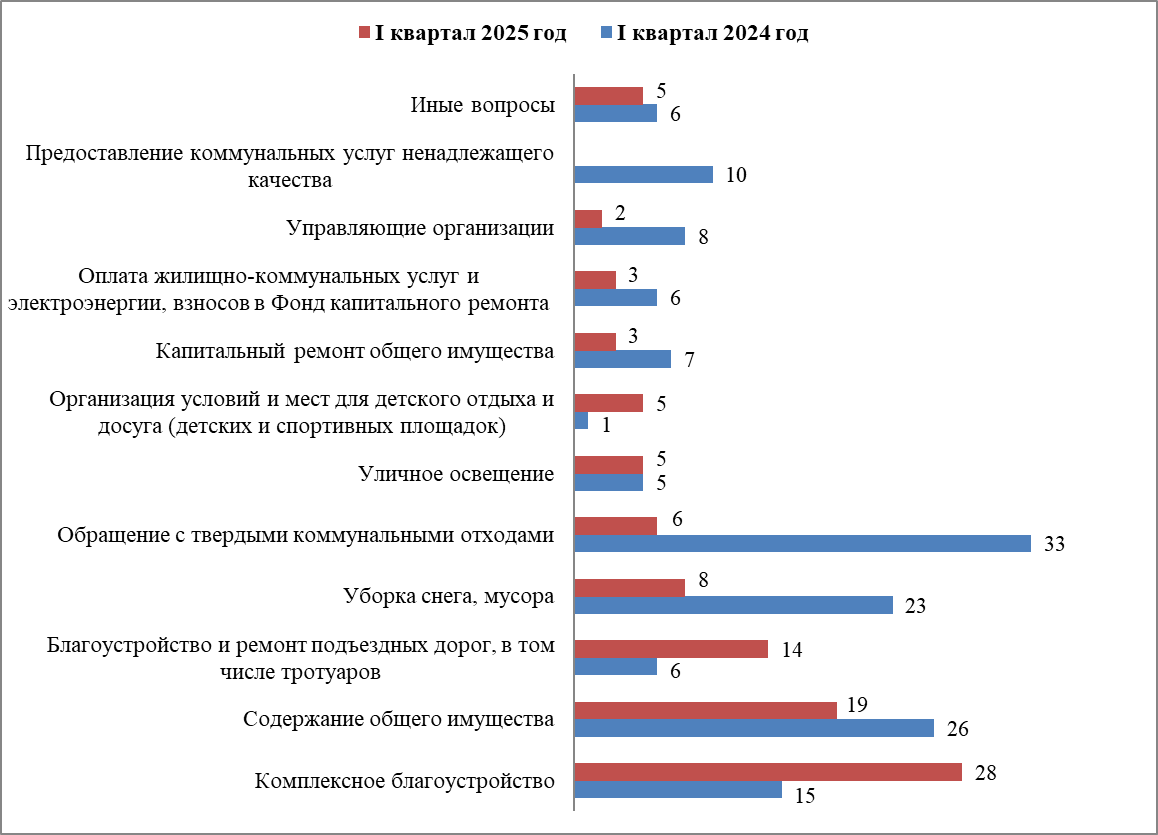 I квартал 2025 год I квартал 2024 год
Иные вопросы
5
6
Предоставление коммунальных услуг ненадлежащего
качества
10
Управляющие организации
2
8
Оплата жилищно-коммунальных услуг и
электроэнергии, взносов в Фонд капитального ремонта
3
6
Капитальный ремонт общего имущества
3
7
Организация условий и мест для детского отдыха и
досуга (детских и спортивных площадок)
5
1
Уличное освещение
5
5
Обращение с твердыми коммунальными отходами
6
33
Уборка снега, мусора
8
23
Благоустройство и ремонт подъездных дорог, в том
числе тротуаров
14
6
Содержание общего имущества
19
26
Комплексное благоустройство
28
15